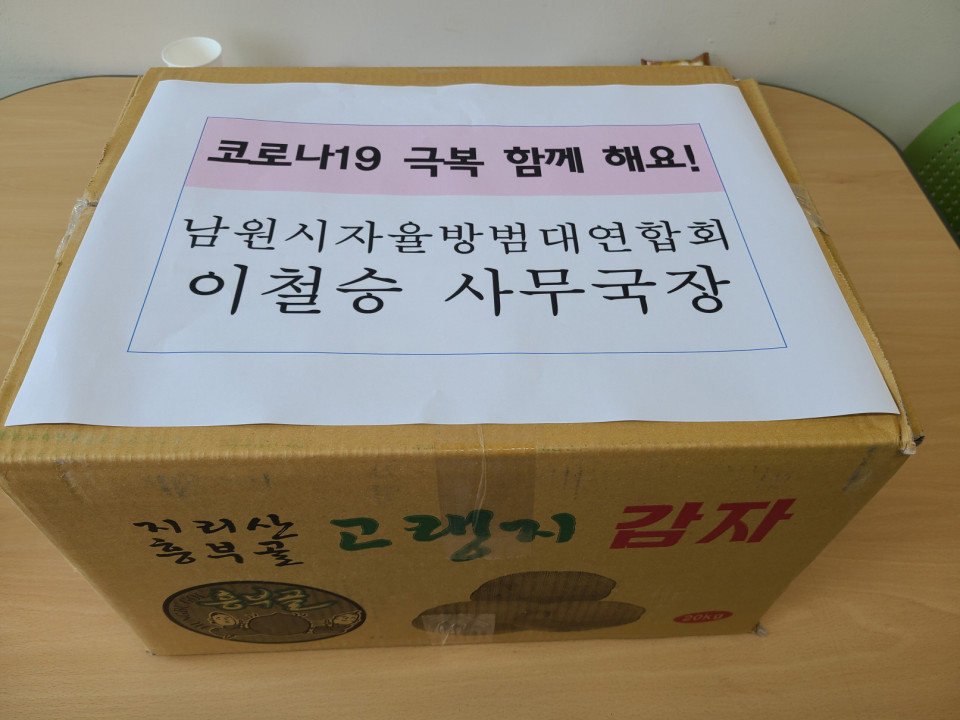 코로나19 극복 함께 해요!
남원시자율방범대연합회
이철승 사무국장
지리산
흥부골
고랭지 감자
흥부골
20KG